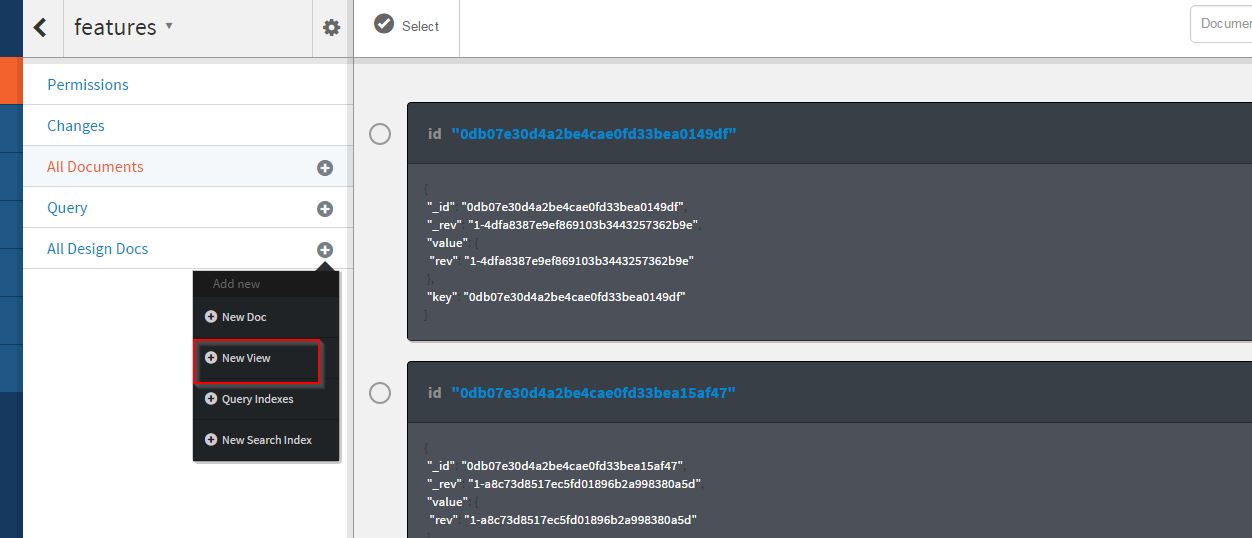 features
Select
Documen
Permissions
Changes
All Documents
Query
All Design Docs
Add new
New Doc
New View
Query Indexes
New Search Index
id "0db07e30d4a2be4cae0fd33bea0149df"
{
"_id": "0db07e30d4a2be4cae0fd33bea0149df",
"_rev": "1-4dfa8387e9ef869103b3443257362b9e",
"value": {
"rev": "1-4dfa8387e9ef869103b3443257362b9e"
},
"key": "0db07e30d4a2be4cae0fd33bea0149df"
}
id "0db07e30d4a2be4cae0fd33bea15af47"
{
"_id": "0db07e30d4a2be4cae0fd33bea15af47",
"_rev": "1-a8c73d8517ec5fd01896b2a998380a5d",
"value": {
"rev": "1-a8c73d8517ec5fd01896b2a998380a5d"